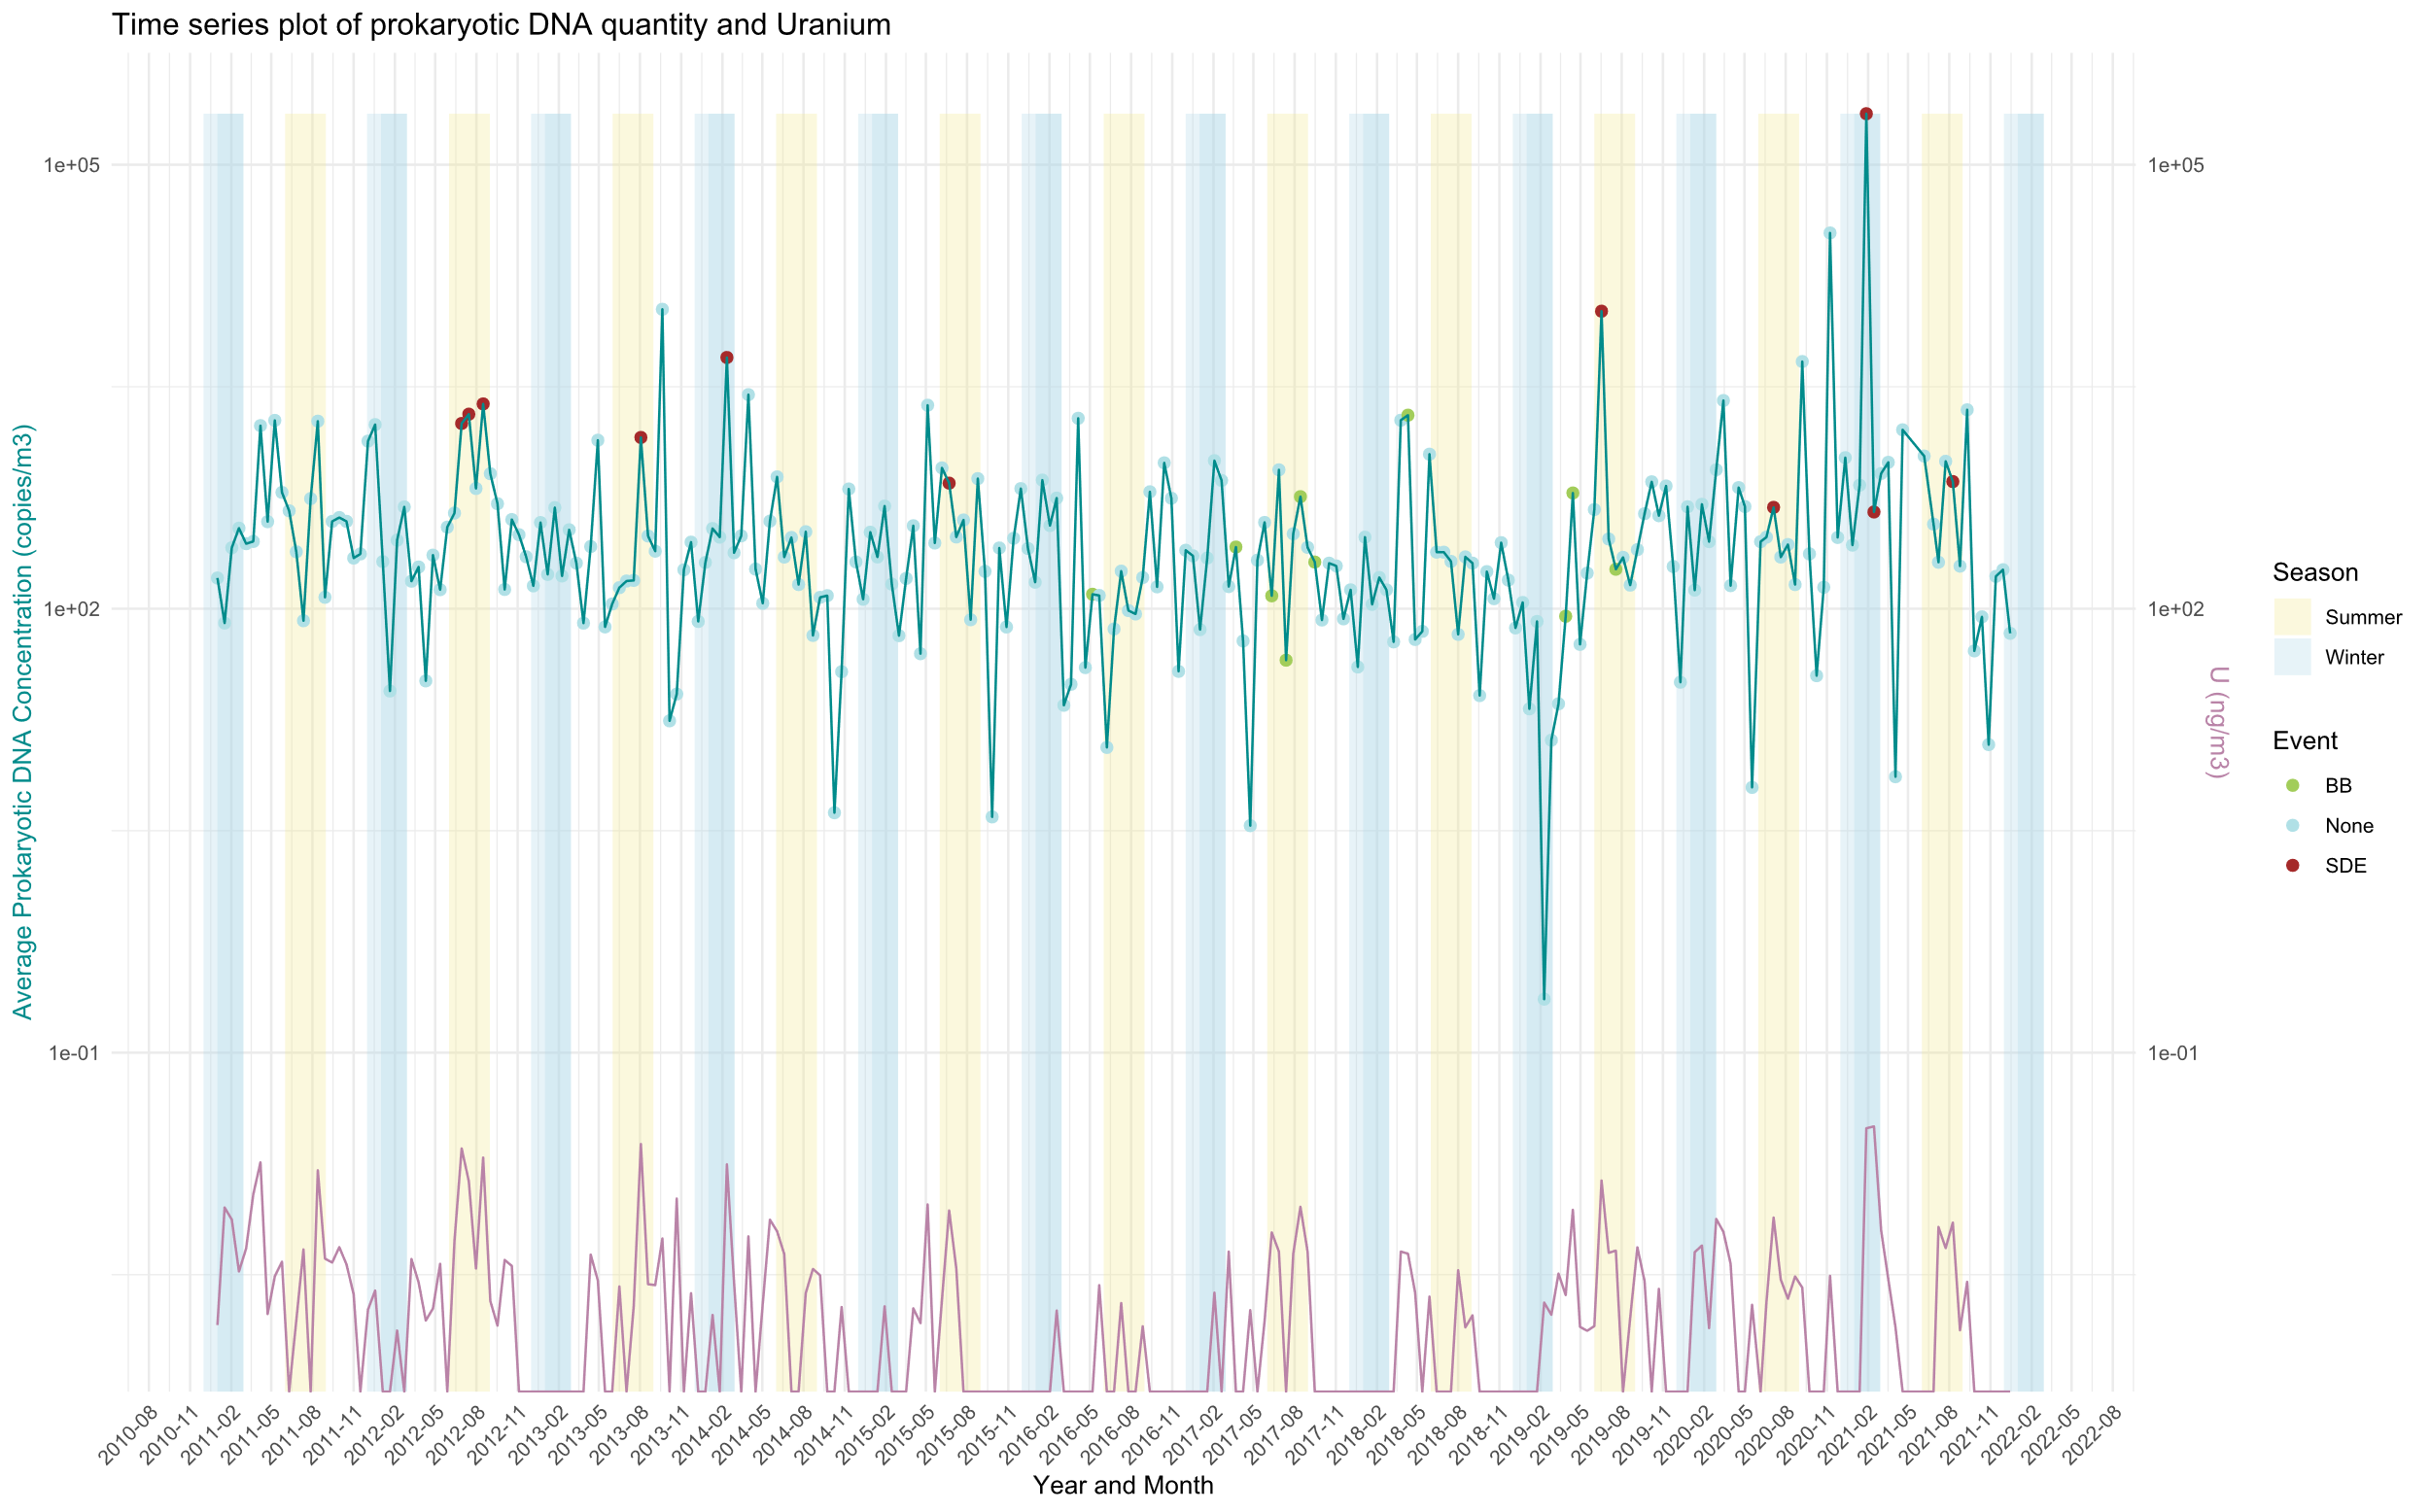 Time series plot of prokaryotic DNA quantity and Uranium
Average Prokaryotic DNA Concentration (copies/m3)
1e+05
1e+02
1e-01
1e+05
1e+02
1e-01
U (ng/m3)
2010-08
2010-11
2011-02
2011-05
2011-08
2011-11
2012-02
2012-05
2012-08
2012-11
2013-02
2013-05
2013-08
2013-11
2014-02
2014-05
2014-08
2014-11
2015-02
2015-05
2015-08
2015-11
2016-02
2016-05
2016-08
2016-11
2017-02
2017-05
2017-08
2017-11
2018-02
2018-05
2018-08
2018-11
2019-02
2019-05
2019-08
2019-11
2020-02
2020-05
2020-08
2020-11
2021-02
2021-05
2021-08
2021-11
2022-02
2022-05
2022-08
Year and Month
Season
Summer
Winter
Event
BB
None
SDE